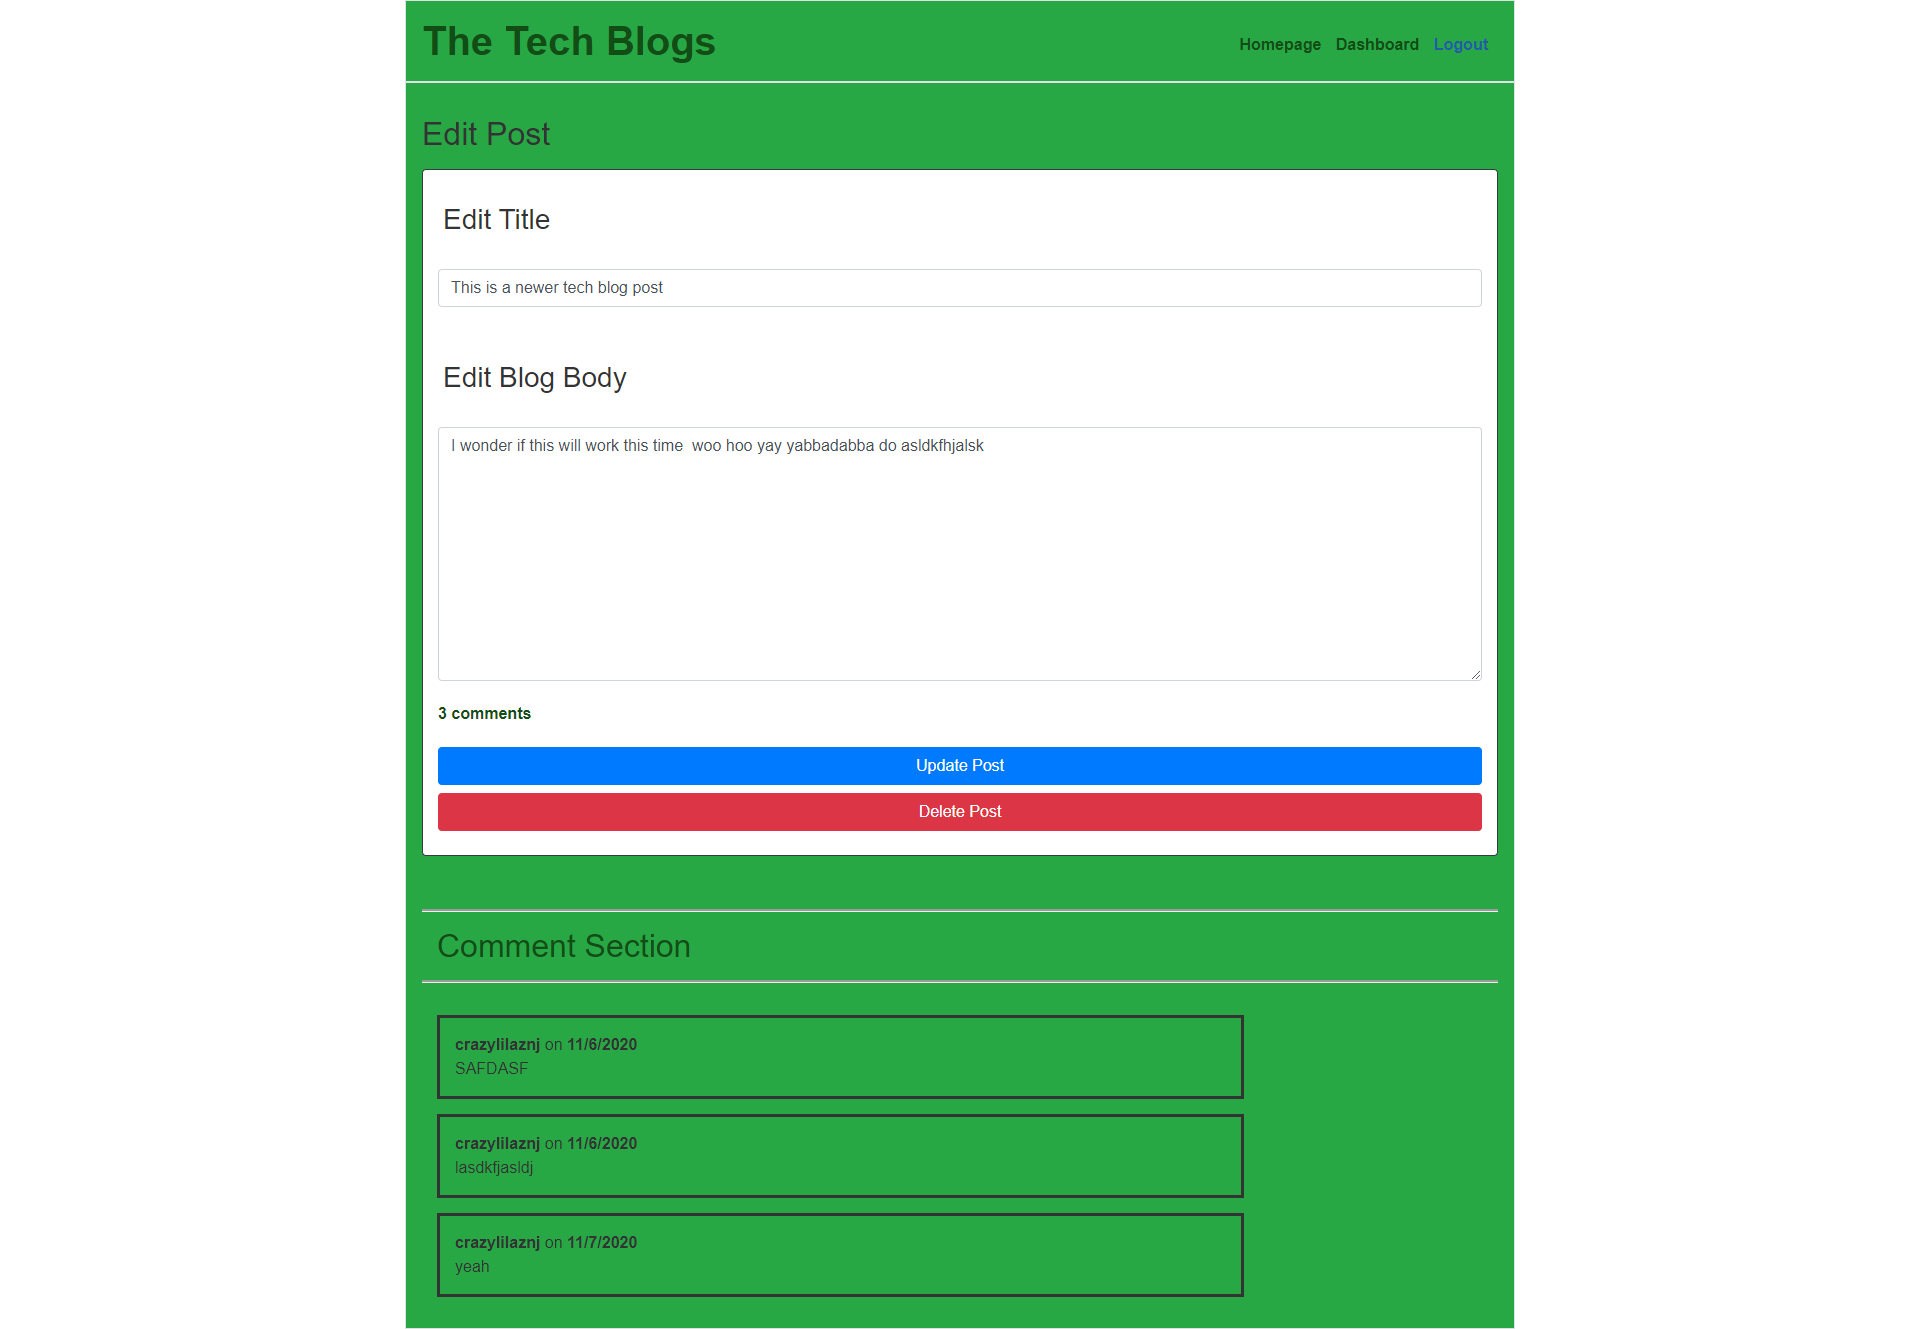 The Tech Blogs
Homepage Dashboard Logout
Edit Post
Edit Title
This is a newer tech blog post
Edit Blog Body
I wonder if this will work this time  woo hoo yay yabbadabba do asldkfhjalsk
3 comments
Update Post
Delete Post
Comment Section
crazylilaznj on 11/6/2020
SAFDASF
crazylilaznj on 11/6/2020
lasdkfjasldj
crazylilaznj on 11/7/2020
yeah